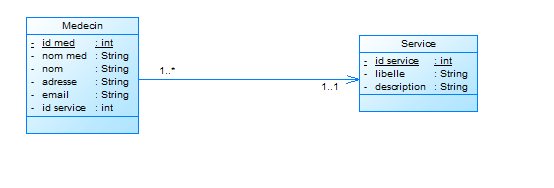 Medecin
- id med : int
- nom med : String
- nom : String
- adresse : String
- email : String
- id service : int
1..*
1..1
Service
- id service : int
- libelle : String
- description : String